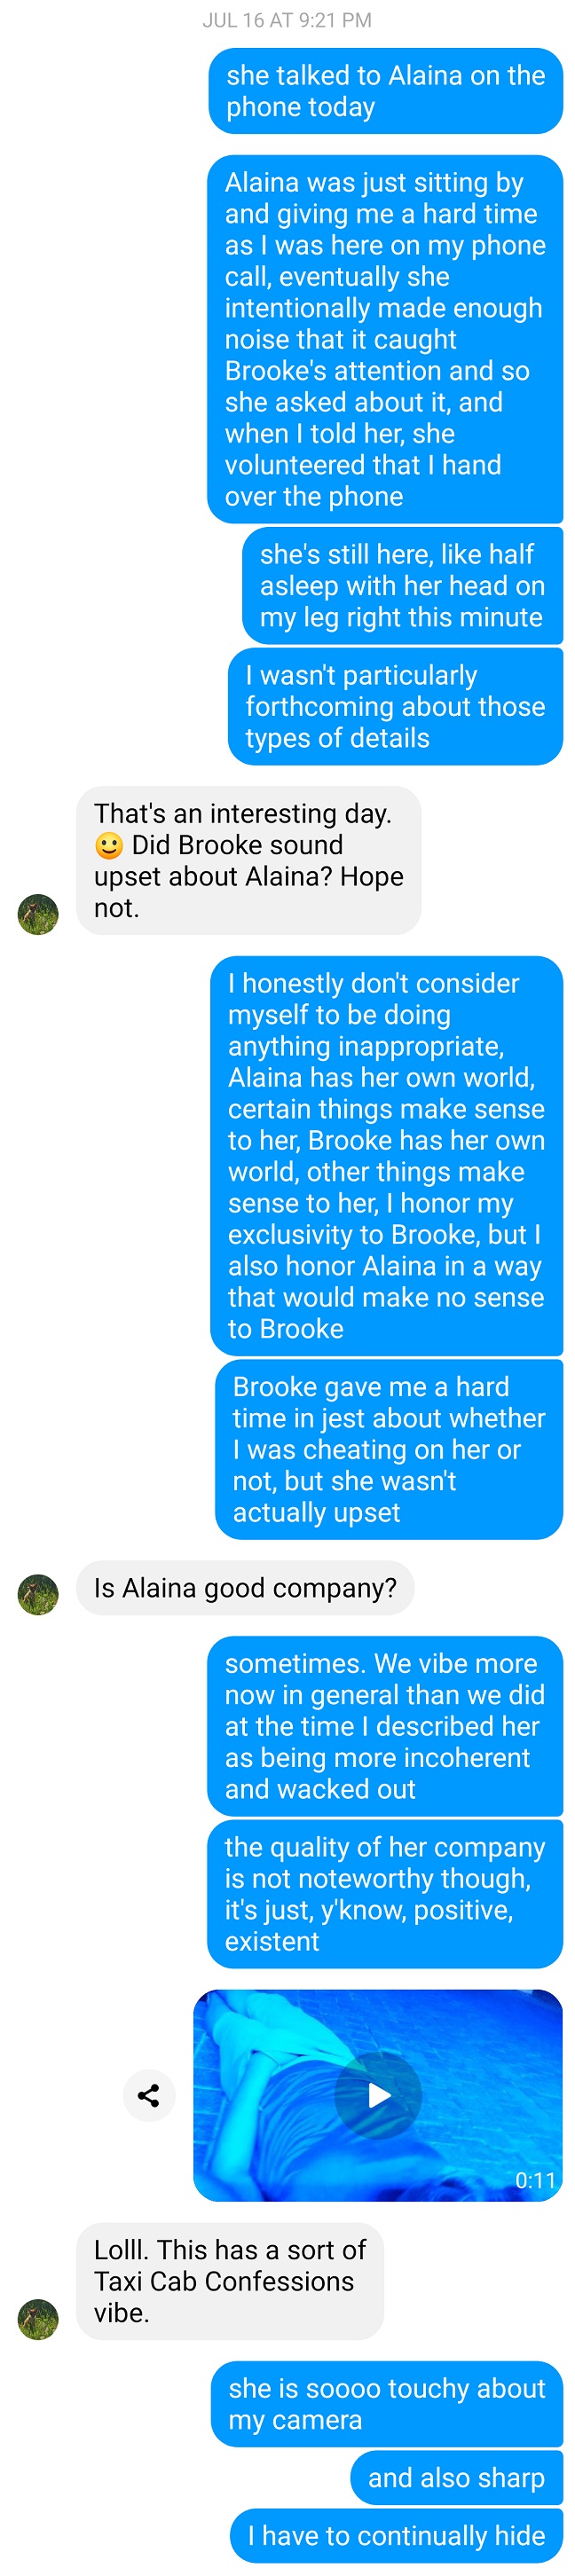 JUL 16 AT 9:21 PM
she talked to Alaina on the
phone today
Alaina was just sitting by
and giving me a hard time
as I was here on my phone
call, eventually she
intentionally made enough
noise that it caught
Brooke's attention and so
she asked about it, and
when I told her, she
volunteered that I hand
over the phone
she's still here, like half
asleep with her head on
my leg right this minute
I wasn't particularly
forthcoming about those
types of details
That's an interesting day.
🙂 Did Brooke sound
upset about Alaina? Hope
not.
I honestly don't consider
myself to be doing
anything inappropriate,
Alaina has her own world,
certain things make sense
to her, Brooke has her own
world, other things make
sense to her, I honor my
exclusivity to Brooke, but I
also honor Alaina in a way
that would make no sense
to Brooke
Brooke gave me a hard
time in jest about whether
I was cheating on her or
not, but she wasn't
actually upset
Is Alaina good company?
sometimes. We vibe more
now in general than we did
at the time I described her
as being more incoherent
and wacked out
the quality of her company
is not noteworthy though,
it's just, y'know, positive,
existent
0:11
Lolll. This has a sort of
Taxi Cab Confessions
vibe.
she is soooo touchy about
my camera
and also sharp
I have to continually hide